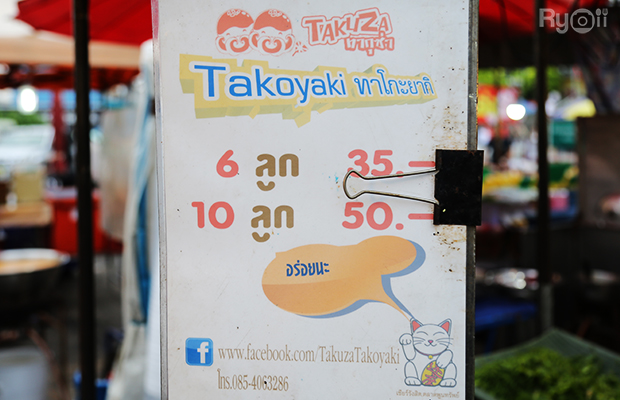 Ryoii
TAKUZA
ทาคูซ่า
Takoyaki ทาโกะยากิ
6 ลูก 35.—
10 ลูก 50.—
อร่อยนะ
www.facebook.com/TakuzaTakoyaki
โทร.085-4063286